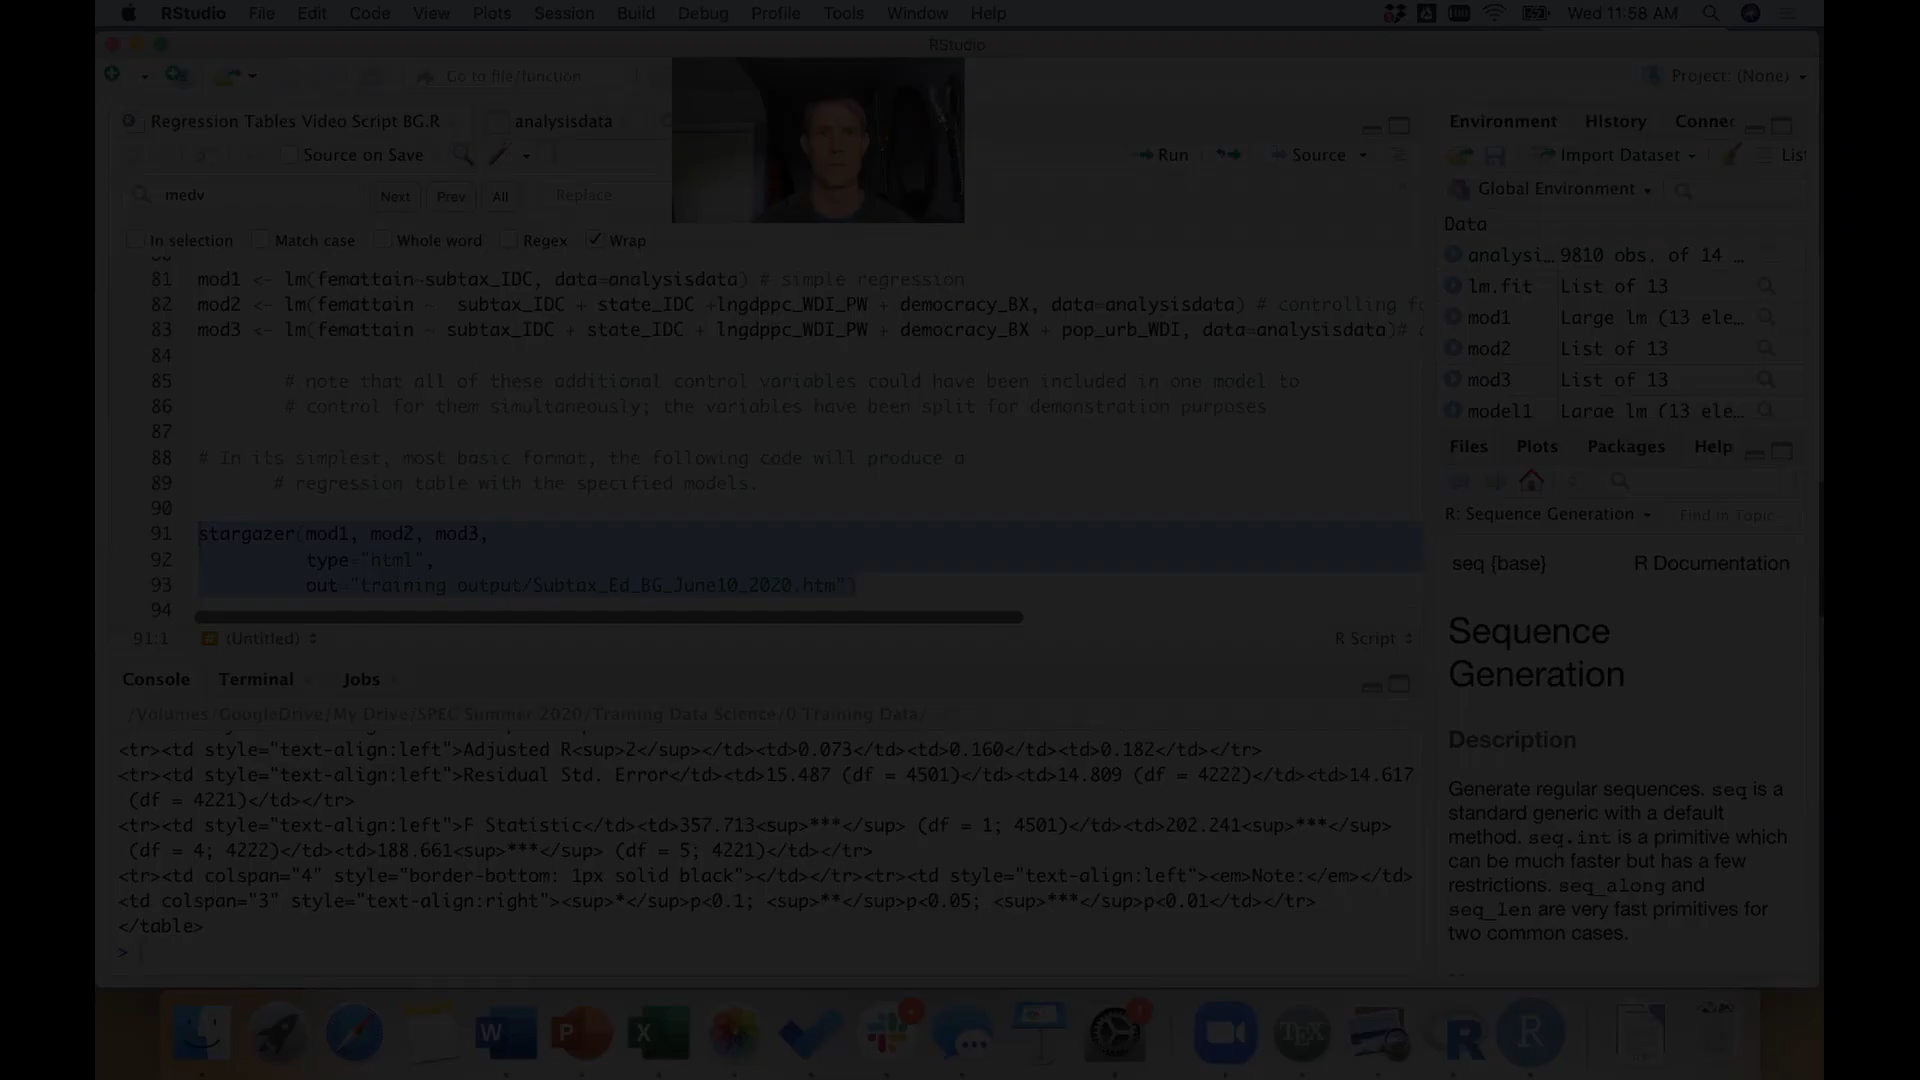 RStudio File Edit Code View Plots Session Build Debug Profile Tools Window Help Wed 11:58 AM
RStudio
Go to file/function Project: (None)
Regression Tables Video Script BG.R analysisdata
Source on Save Run Source
medv Next Prev All Replace
In selection Match case Whole word Regex Wrap
81 mod1 <- lm(femattain~subtax_IDC, data=analysisdata) # simple regression
82 mod2 <- lm(femattain ~ subtax_IDC + state_IDC +lngdppc_WDI_PW + democracy_BX, data=analysisdata) # controlling fo
83 mod3 <- lm(femattain ~ subtax_IDC + state_IDC + lngdppc_WDI_PW + democracy_BX + pop_urb_WDI, data=analysisdata)#
84
85 # note that all of these additional control variables could have been included in one model to
86 # control for them simultaneously; the variables have been split for demonstration purposes
87
88 # In its simplest, most basic format, the following code will produce a
89 # regression table with the specified models.
90
91 stargazer(mod1, mod2, mod3,
92 type="html",
93 out="training output/Subtax_Ed_BG_June10_2020.htm")
94
91:1 (Untitled) R Script
Console Terminal Jobs
/Volumes/GoogleDrive/My Drive/SPEC Summer 2020/Training Data Science/0 Training Data/
<tr><td style="text-align:left">Adjusted R<sup>2</sup></td><td>0.073</td><td>0.160</td><td>0.182</td></tr>
<tr><td style="text-align:left">Residual Std. Error</td><td>15.487 (df = 4501)</td><td>14.809 (df = 4222)</td><td>14.617
(df = 4221)</td></tr>
<tr><td style="text-align:left">F Statistic</td><td>357.713<sup>***</sup> (df = 1; 4501)</td><td>202.241<sup>***</sup>
(df = 4; 4222)</td><td>188.661<sup>***</sup> (df = 5; 4221)</td></tr>
<tr><td colspan="4" style="border-bottom: 1px solid black"></td></tr><tr><td style="text-align:left"><em>Note:</em></td>
<td colspan="3" style="text-align:right"><sup>*</sup>p<0.1; <sup>**</sup>p<0.05; <sup>***</sup>p<0.01</td></tr>
</table>
>
Environment History Connec
Import Dataset List
Global Environment
Data
analysi… 9810 obs. of 14 …
lm.fit List of 13
mod1 Large lm (13 ele…
mod2 List of 13
mod3 List of 13
model1 Large lm (13 ele…
Files Plots Packages Help
R: Sequence Generation Find in Topic
seq {base} R Documentation
Sequence
Generation
Description
Generate regular sequences. seq is a
standard generic with a default
method. seq.int is a primitive which
can be much faster but has a few
restrictions. seq_along and
seq_len are very fast primitives for
two common cases.
W P X TEX R R